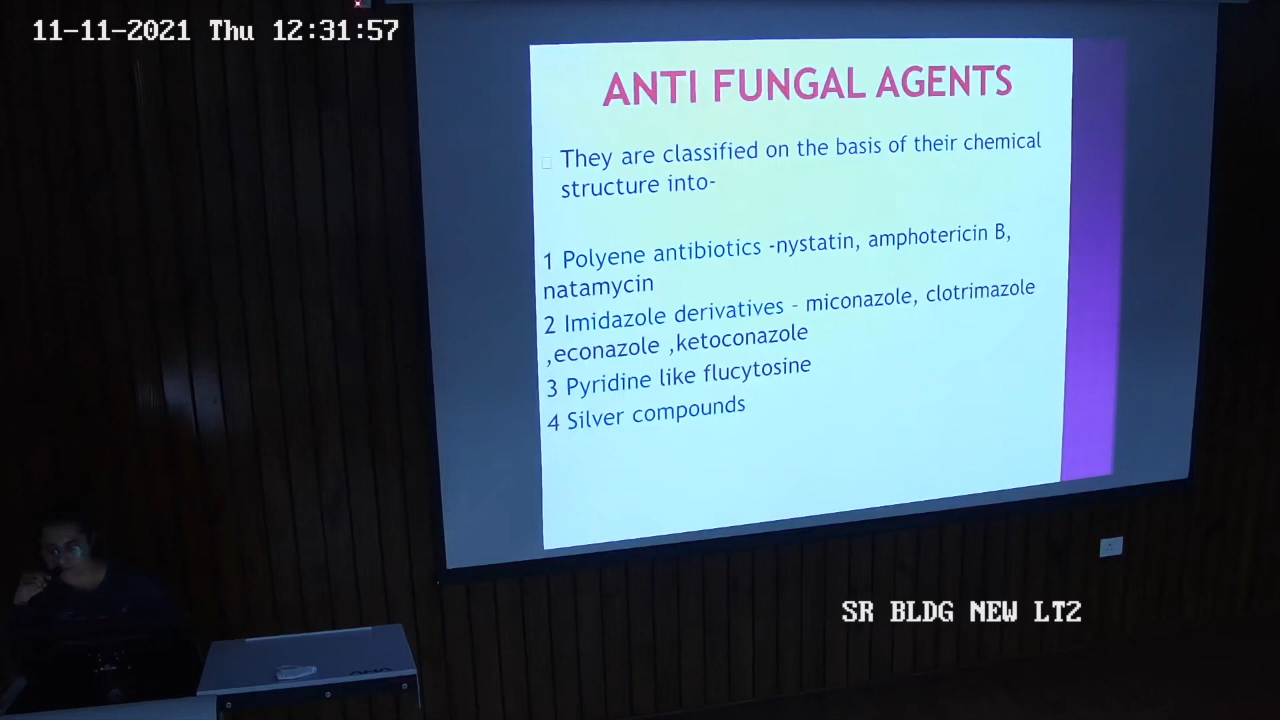 11-11-2021 Thu 12:31:57
ANTI FUNGAL AGENTS
They are classified on the basis of their chemical
structure into-
1 Polyene antibiotics -nystatin, amphotericin B,
natamycin
2 Imidazole derivatives - miconazole, clotrimazole
,econazole ,ketoconazole
3 Pyridine like flucytosine
4 Silver compounds
SR BLDG NEW LT2